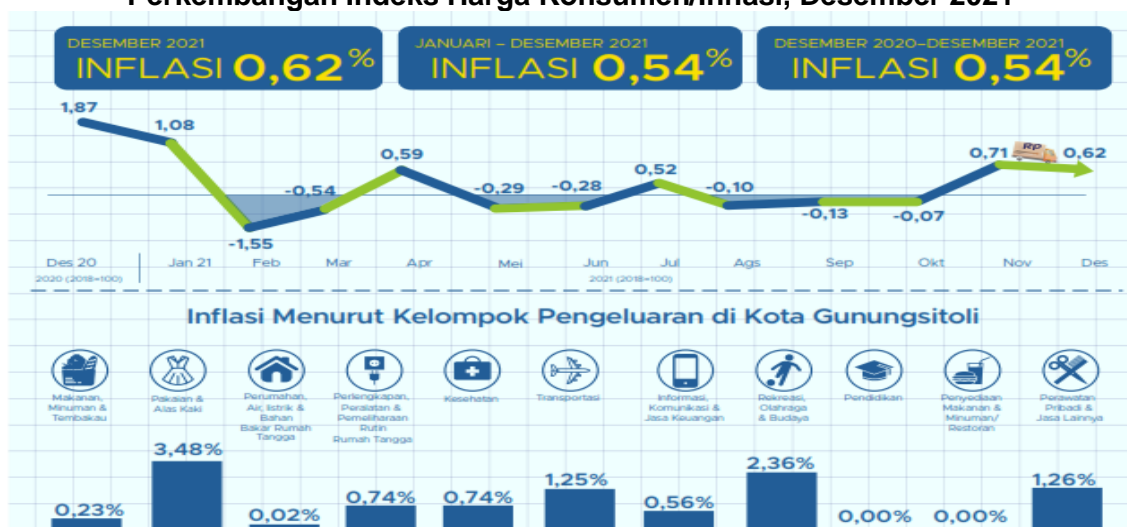 Perkembangan Indeks Harga Konsumen/Inflasi, Desember 2021
DESEMBER 2021
INFLASI 0,62%
JANUARI – DESEMBER 2021
INFLASI 0,54%
DESEMBER 2020–DESEMBER 2021
INFLASI 0,54%
1,87
1,08
-1,55
-0,54
0,59
-0,29
-0,28
0,52
-0,10
-0,13
-0,07
0,71
RP
0,62
Des 20
Jan 21
Feb
Mar
Apr
Mei
Jun
Jul
Ags
Sep
Okt
Nov
Des
2020 (2018=100)
2021 (2018=100)
Inflasi Menurut Kelompok Pengeluaran di Kota Gunungsitoli
Makanan,
Minuman &
Tembakau
Pakaian &
Alas Kaki
Perumahan,
Air, listrik &
Bahan
Bakar Rumah
Tangga
Perlengkapan,
Peralatan &
Pemeliharaan
Rutin
Rumah Tangga
Kesehatan
Transportasi
Informasi,
Komunikasi &
Jasa Keuangan
Rekreasi,
Olahraga
& Budaya
Pendidikan
Penyediaan
Makanan &
Minuman/
Restoran
Perawatan
Pribadi &
Jasa Lainnya
0,23%
3,48%
0,02%
0,74%
0,74%
1,25%
0,56%
2,36%
0,00%
0,00%
1,26%